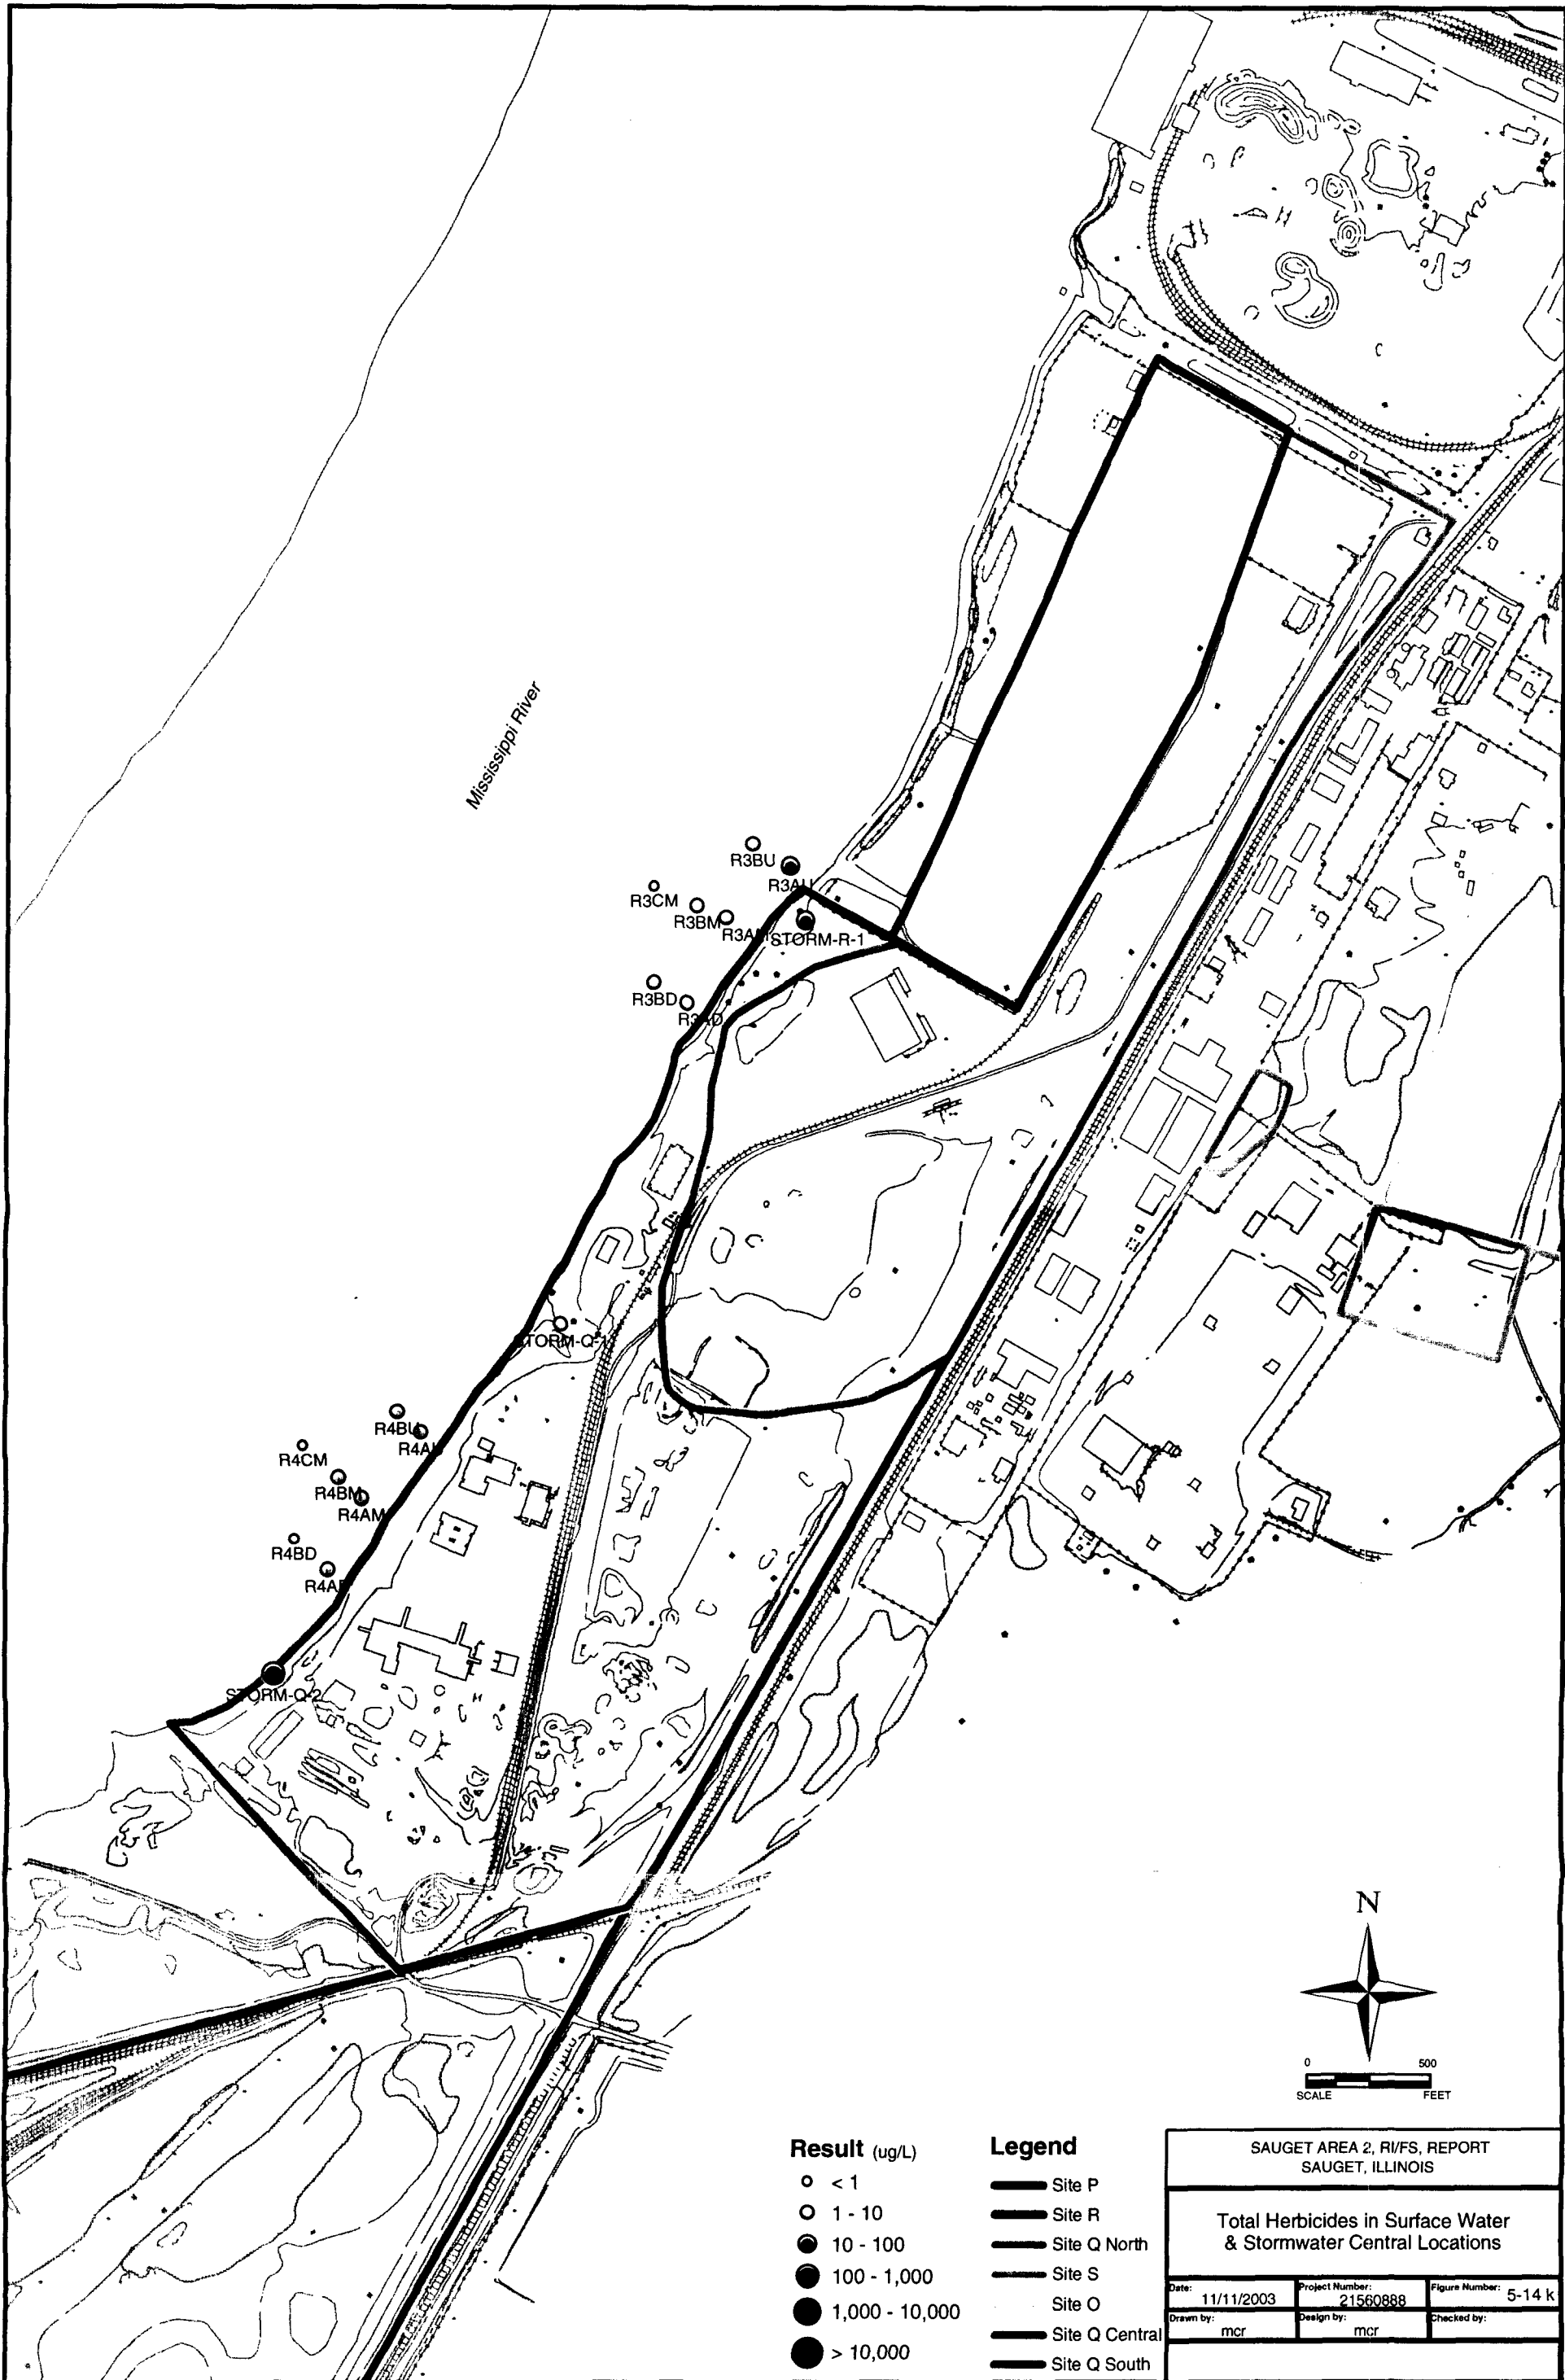 Mississippi River
R3BU
R3AU
R3CM
R3BM
R3AM
STORM-R-1
R3BD
R3AD
STORM-Q-1
R4BU
R4AU
R4CM
R4BM
R4AM
R4BD
R4AD
STORM-Q-2
N
0 500
SCALE FEET
Result (ug/L)
< 1
1 - 10
10 - 100
100 - 1,000
1,000 - 10,000
> 10,000
Legend
Site P
Site R
Site Q North
Site S
Site O
Site Q Central
Site Q South
SAUGET AREA 2, RI/FS, REPORT
SAUGET, ILLINOIS
Total Herbicides in Surface Water
& Stormwater Central Locations
Date: 11/11/2003
Project Number: 21560888
Figure Number: 5-14 k
Drawn by: mcr
Design by: mcr
Checked by: